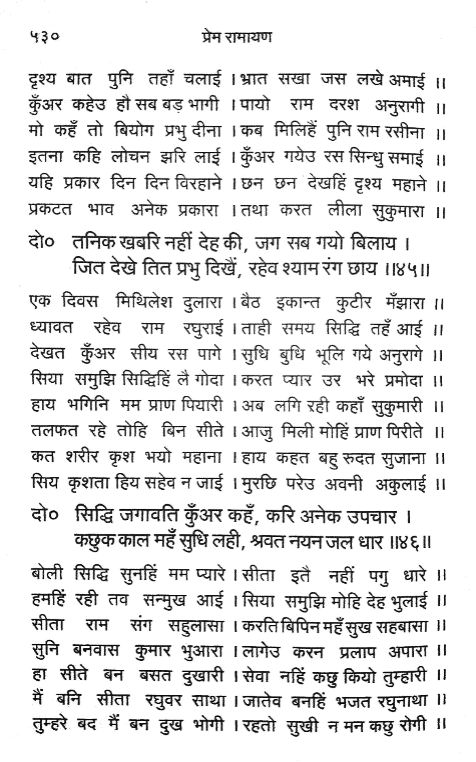 ५३०
प्रेम रामायण
दृश्य बात पुनि तहाँ चलाई । भ्रात सखा जस लखे अमाई ।।
कुँअर कहेउ हौ सब बड़ भागी । पायो राम दरश अनुरागी ।।
मो कहँ तो बियोग प्रभु दीना । कब मिलिहैं पुनि राम रसीना ।।
इतना कहि लोचन झरि लाई । कुँअर गयेउ रस सिन्धु समाई ।।
यहि प्रकार दिन दिन विरहाने । छन छन देखहिं दृश्य महाने ।।
प्रकटत भाव अनेक प्रकारा । तथा करत लीला सुकुमारा ।।
दो० तनिक खबरि नहीं देह की, जग सब गयो बिलाय ।
जित देखे तित प्रभु दिखैं, रहेव श्याम रंग छाय ।।४५।।
एक दिवस मिथिलेश दुलारा । बैठ इकान्त कुटीर मँझारा ।।
ध्यावत रहेव राम रघुराई । ताही समय सिद्धि तहँ आई ।।
देखत कुँअर सीय रस पागे । सुधि बुधि भूलि गये अनुरागे ।।
सिया समुझि सिद्धिहिं लै गोदा । करत प्यार उर भरे प्रमोदा ।।
हाय भगिनि मम प्राण पियारी । अब लगि रही कहाँ सुकुमारी ।।
तलफत रहे तोहि बिन सीते । आजु मिली मोहिं प्राण पिरीते ।।
कत शरीर कृश भयो महाना । हाय कहत बहु रुदत सुजाना ।।
सिय कृशता हिय सहेव न जाई । मुरछि परेउ अवनी अकुलाई ।।
दो० सिद्धि जगावति कुँअर कहँ, करि अनेक उपचार ।
कछुक काल महँ सुधि लही, श्रवत नयन जल धार ।।४६।।
बोली सिद्धि सुनहिं मम प्यारे । सीता इतै नहीं पगु धारे ।।
हमहिं रही तव सन्मुख आई । सिया समुझि मोहि देह भुलाई ।।
सीता राम संग सहुलासा । करति बिपिन महँ सुख सहबासा ।।
सुनि बनवास कुमार भुआरा । लागेउ करन प्रलाप अपारा ।।
हा सीते बन बसत दुखारी । सेवा नहिं कछु कियो तुम्हारी ।।
मैं बनि सीता रघुवर साथा । जातेव बनहिं भजत रघुनाथा ।।
तुम्हरे बद मैं बन दुख भोगी । रहतो सुखी न मन कछु रोगी ।।